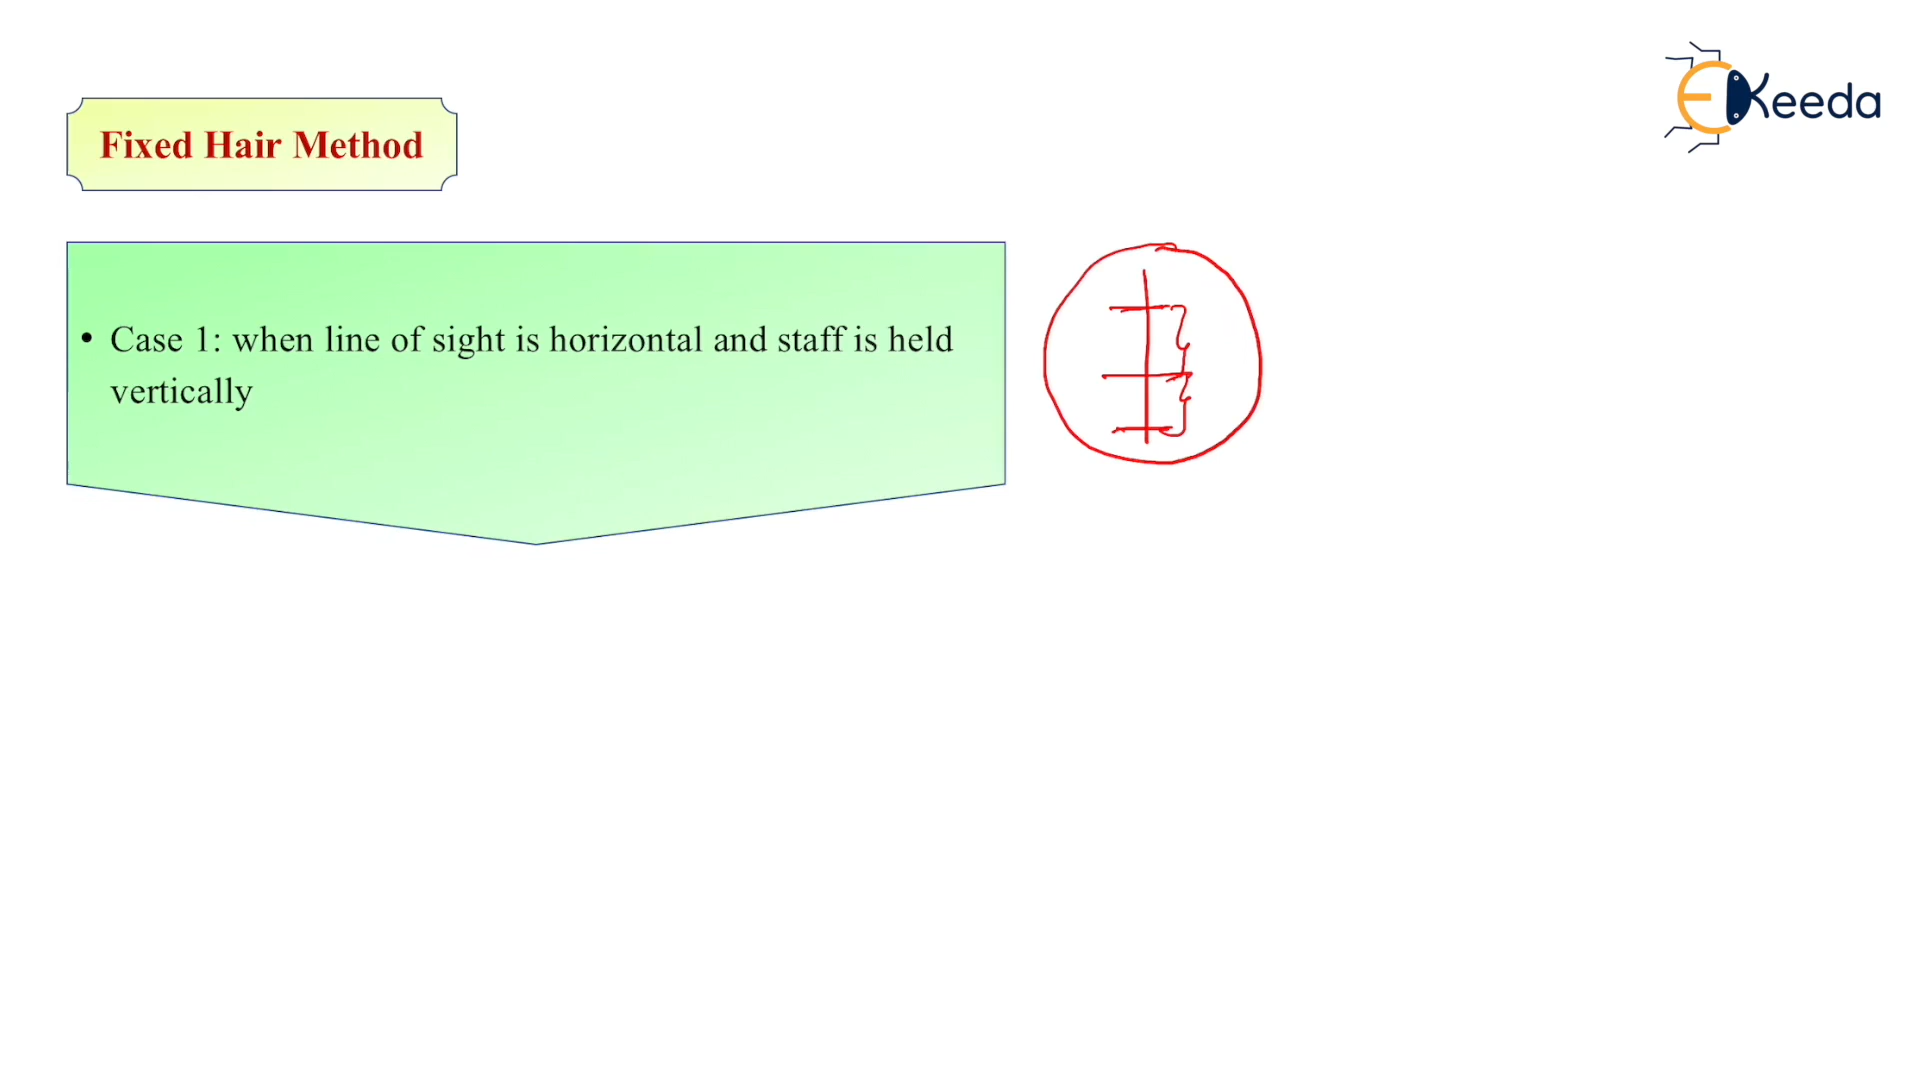 EKeeda
Fixed Hair Method
• Case 1: when line of sight is horizontal and staff is held
vertically